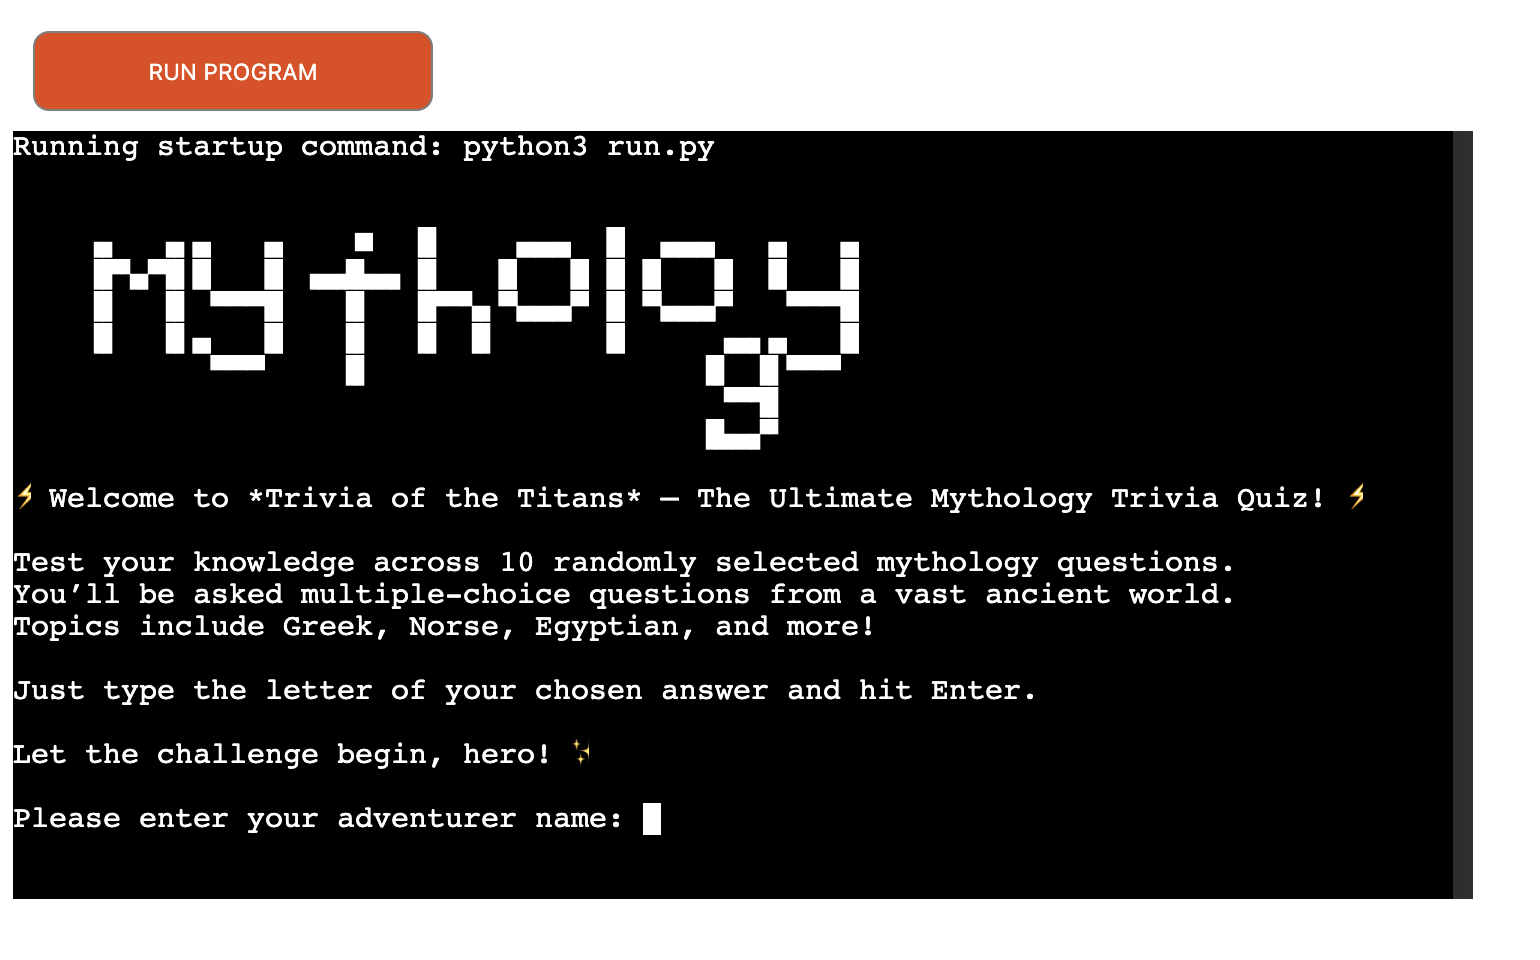 RUN PROGRAM
Running startup command: python3 run.py
Mythology
⚡ Welcome to *Trivia of the Titans* — The Ultimate Mythology Trivia Quiz! ⚡
Test your knowledge across 10 randomly selected mythology questions.
You’ll be asked multiple-choice questions from a vast ancient world.
Topics include Greek, Norse, Egyptian, and more!
Just type the letter of your chosen answer and hit Enter.
Let the challenge begin, hero! ✨
Please enter your adventurer name: